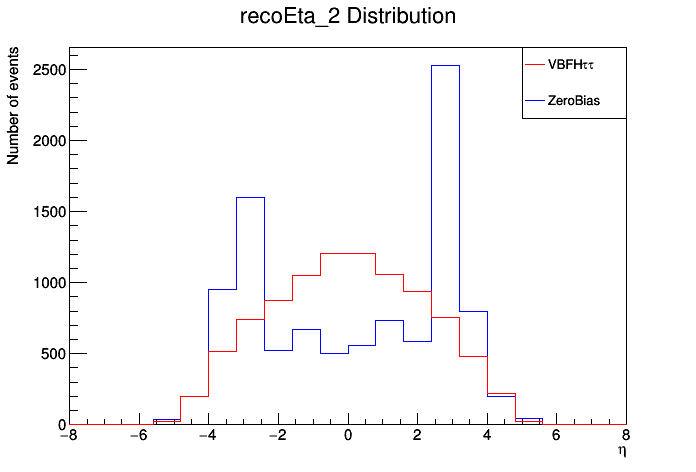 recoEta_2 Distribution
Number of events
2500
2000
1500
1000
500
0
−8 −6 −4 −2 0 2 4 6 8
η
VBFHττ
ZeroBias